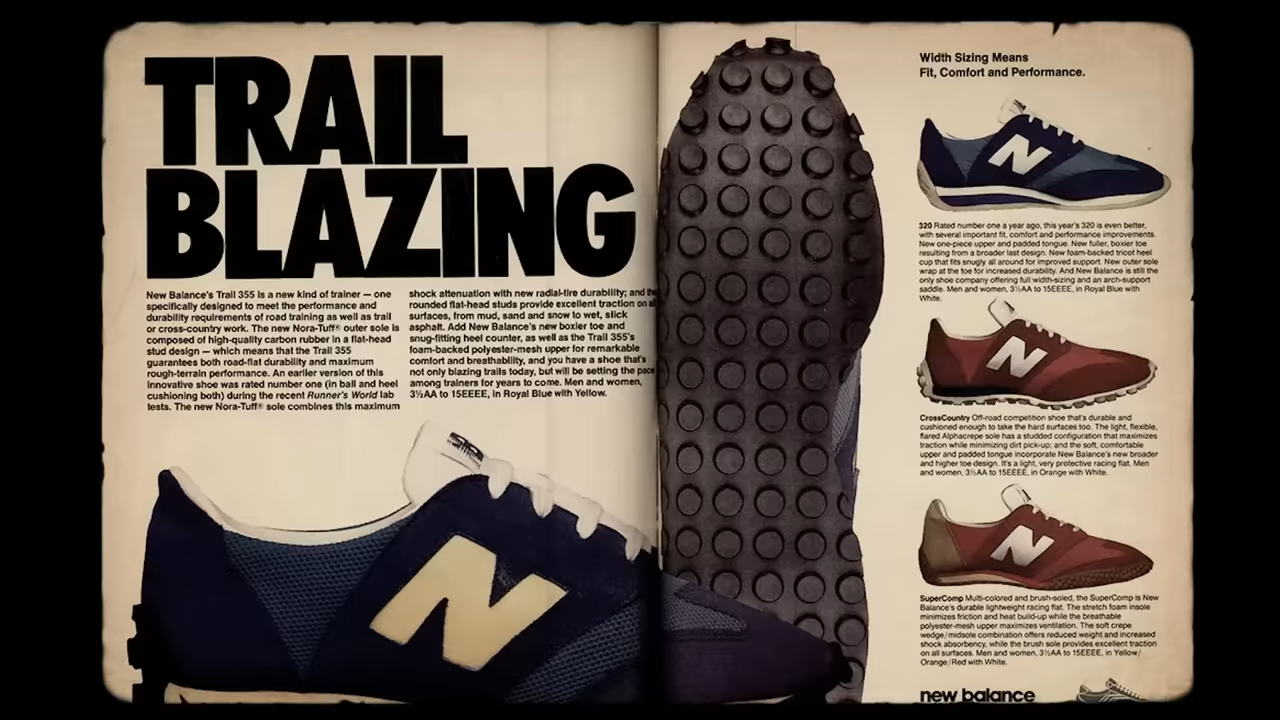 TRAIL
BLAZING
New Balance's Trail 355 is a new kind of trainer — one
specifically designed to meet the performance and
durability requirements of road training as well as trail
or cross-country work. The new Nora-Tuff® outer sole is
composed of high-quality carbon rubber in a flat-head
stud design — which means that the Trail 355
guarantees both road-flat durability and maximum
rough-terrain performance. An earlier version of this
innovative shoe was rated number one (in ball and heel
cushioning both) during the recent Runner's World lab
tests. The new Nora-Tuff® sole combines this maximum
shock attenuation with new radial-tire durability; and the
rounded flat-head studs provide excellent traction on all
surfaces, from mud, sand and snow to wet, slick
asphalt. Add New Balance's new boxier toe and
snug-fitting heel counter, as well as the Trail 355's
foam-backed polyester-mesh upper for remarkable
comfort and breathability, and you have a shoe that's
not only blazing trails today, but will be setting the pace
among trainers for years to come. Men and women,
3½AA to 15EEEE, in Royal Blue with Yellow.
N
Width Sizing Means
Fit, Comfort and Performance.
N
320 Rated number one a year ago, this year's 320 is even better,
with several important fit, comfort and performance improvements.
New one-piece upper and padded tongue. New fuller, boxier toe
resulting from a broader last design. New foam-backed tricot heel
cup that fits snugly all around for improved support. New outer sole
wrap at the toe for increased durability. And New Balance is still the
only shoe company offering full width-sizing and an arch-support
saddle. Men and women, 3½AA to 15EEEE, in Royal Blue with
White.
N
CrossCountry Off-road competition shoe that's durable and
cushioned enough to take the hard surfaces too. The light, flexible,
flared Alphacrepe sole has a studded configuration that maximizes
traction while minimizing dirt pick-up; and the soft, comfortable
upper and padded tongue incorporate New Balance's new broader
and higher toe design. It's a light, very protective racing flat. Men
and women, 3½AA to 15EEEE, in Orange with White.
N
SuperComp Multi-colored and brush-soled, the SuperComp is New
Balance's durable lightweight racing flat. The stretch foam insole
minimizes friction and heat build-up while the breathable
polyester-mesh upper maximizes ventilation. The soft crepe
wedge/midsole combination offers reduced weight and increased
shock absorbency, while the brush sole provides excellent traction
on all surfaces. Men and women, 3½AA to 15EEEE, in Yellow/
Orange/Red with White.
new balance